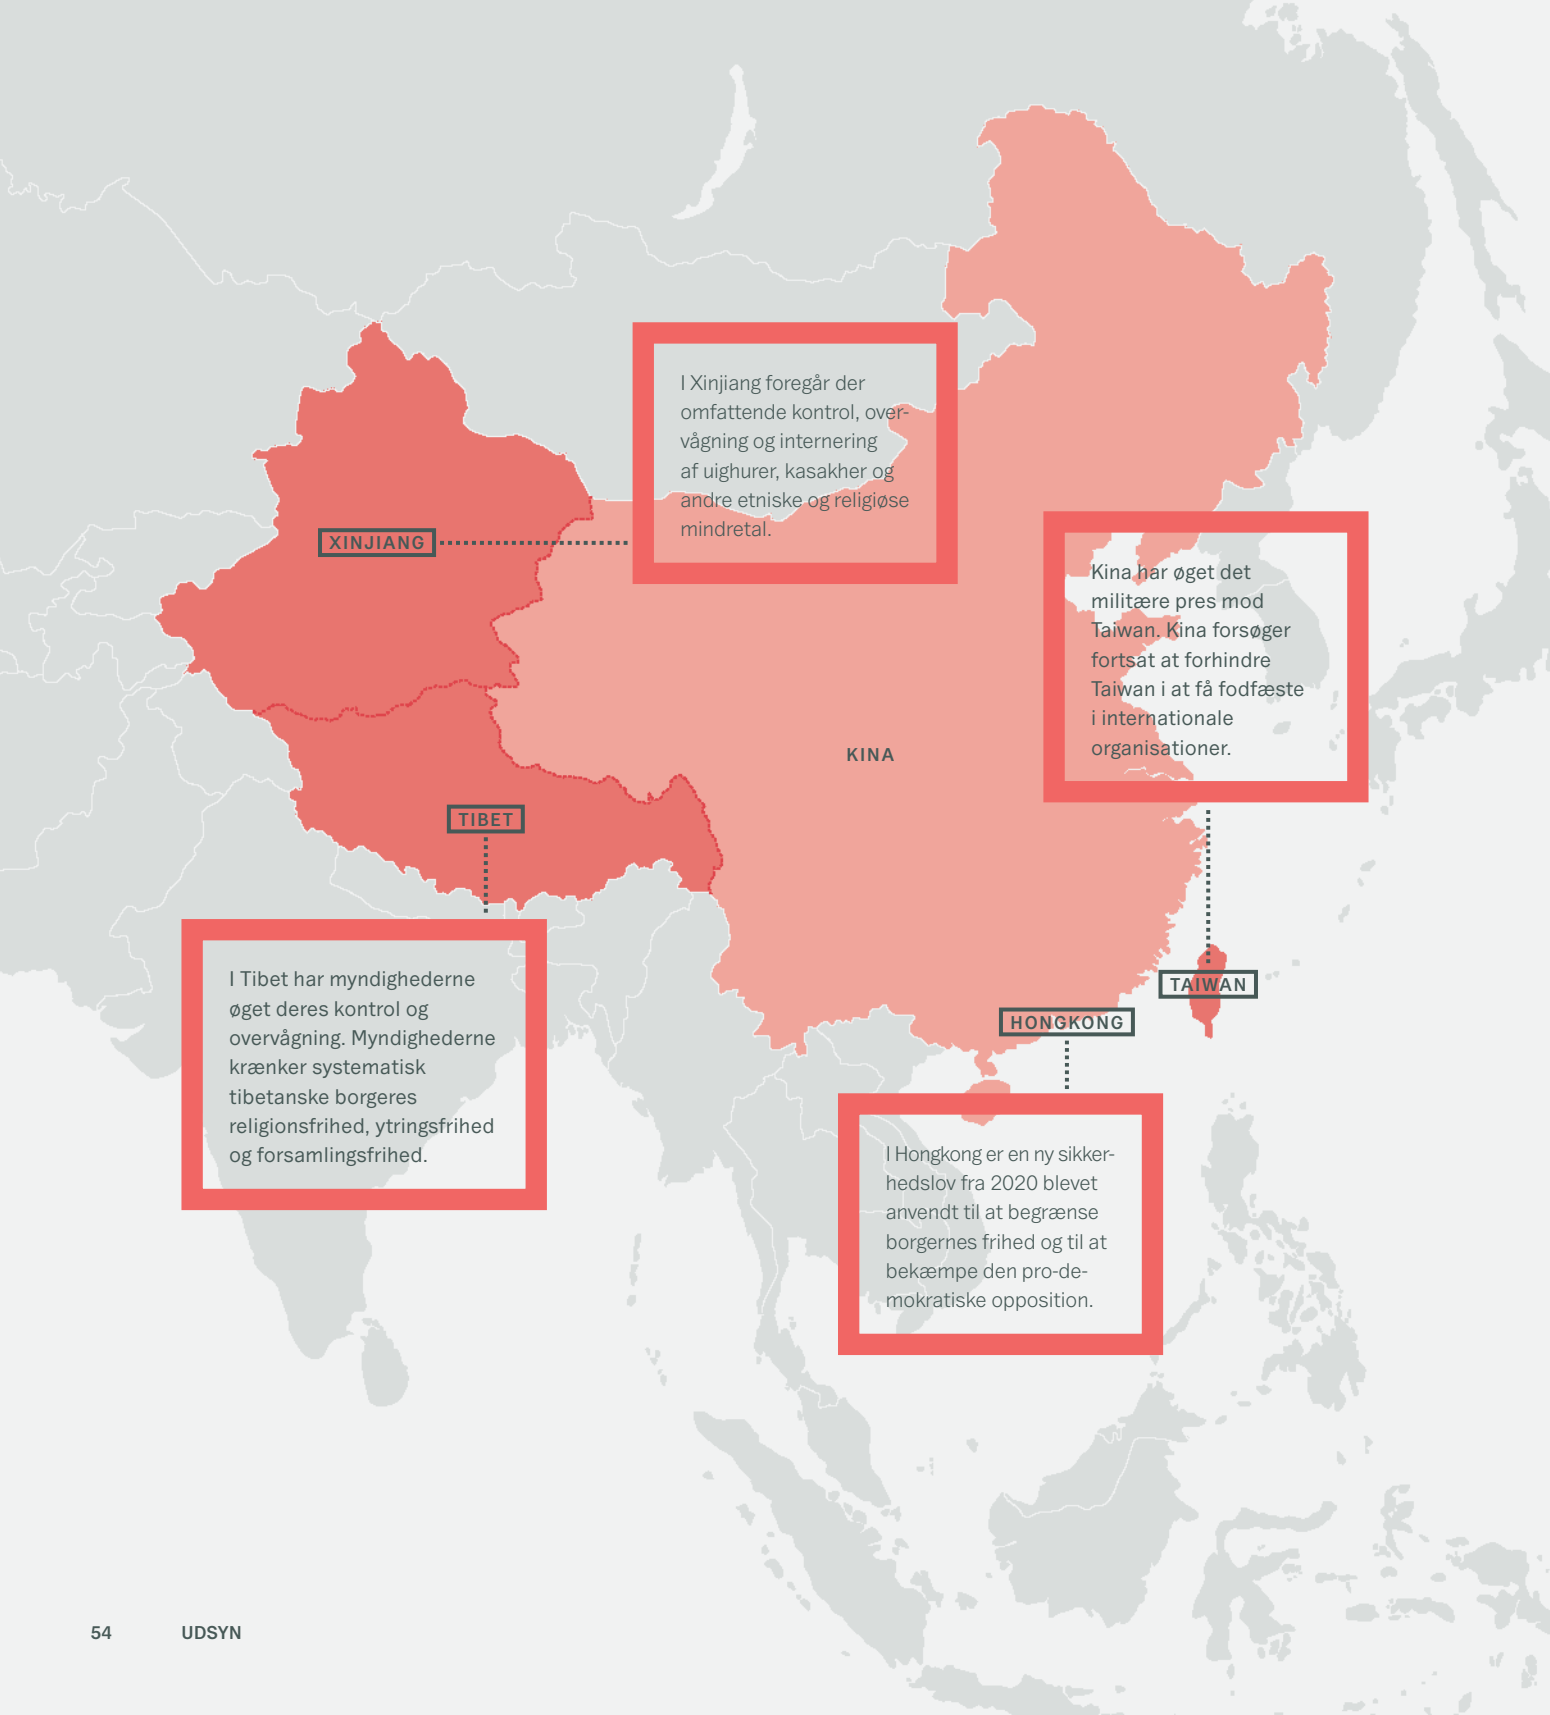 I Xinjiang foregår der
omfattende kontrol, over-
vågning og internering
af uighurer, kasakher og
andre etniske og religiøse
mindretal.
XINJIANG
Kina har øget det
militære pres mod
Taiwan. Kina forsøger
fortsat at forhindre
Taiwan i at få fodfæste
i internationale
organisationer.
KINA
TIBET
I Tibet har myndighederne
øget deres kontrol og
overvågning. Myndighederne
krænker systematisk
tibetanske borgeres
religionsfrihed, ytringsfrihed
og forsamlingsfrihed.
TAIWAN
HONGKONG
I Hongkong er en ny sikker-
hedslov fra 2020 blevet
anvendt til at begrænse
borgernes frihed og til at
bekæmpe den pro-de-
mokratiske opposition.
54 UDSYN